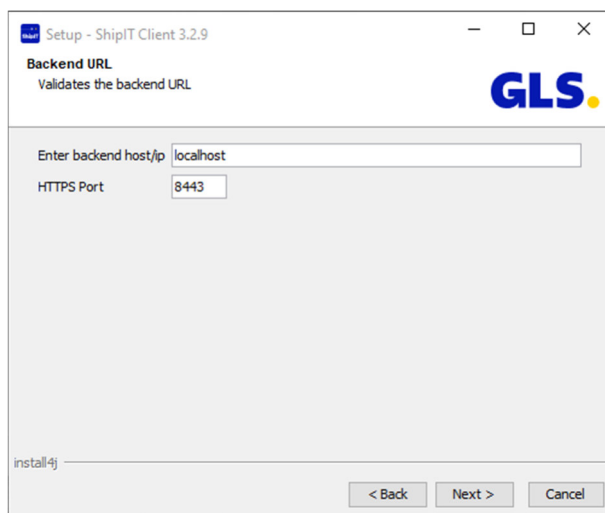 ShipIT
Setup - ShipIT Client 3.2.9
Backend URL
Validates the backend URL
GLS.
Enter backend host/ip localhost
HTTPS Port 8443
install4j
< Back Next > Cancel